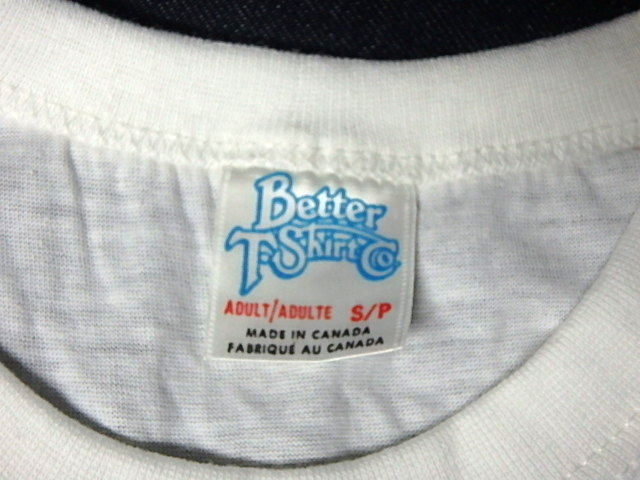 Better
T-Shirt Co.
ADULT/ADULTE S/P
MADE IN CANADA
FABRIQUÉ AU CANADA